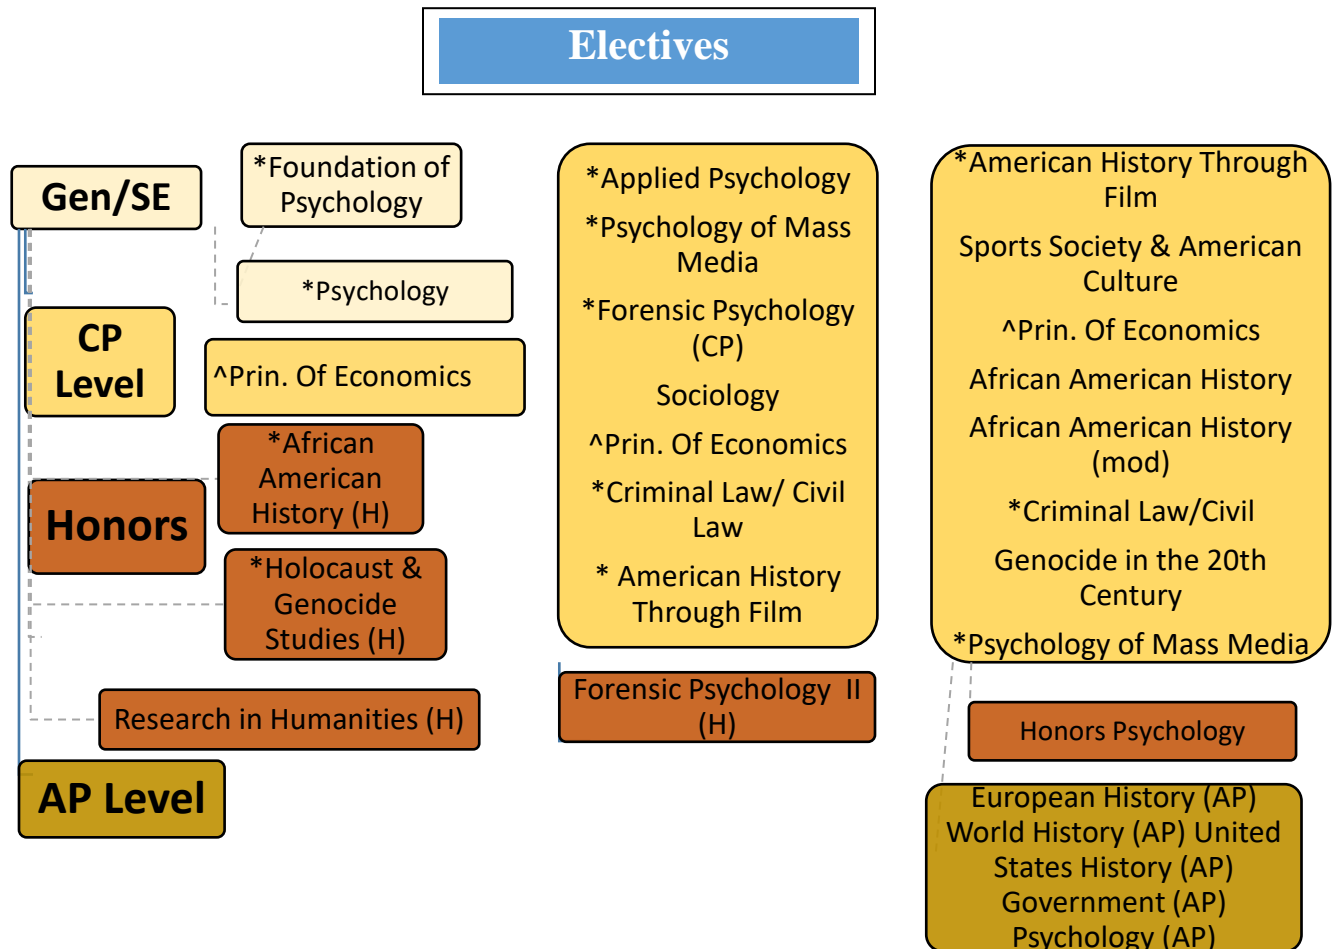 Electives
Gen/SE
*Foundation of
Psychology
*Psychology
CP
Level
^Prin. Of Economics
*African
American
History (H)
Honors
*Holocaust &
Genocide
Studies (H)
Research in Humanities (H)
AP Level
*Applied Psychology
*Psychology of Mass
Media
*Forensic Psychology
(CP)
Sociology
^Prin. Of Economics
*Criminal Law/ Civil
Law
* American History
Through Film
Forensic Psychology  II
(H)
*American History Through
Film
Sports Society & American
Culture
^Prin. Of Economics
African American History
African American History
(mod)
*Criminal Law/Civil
Genocide in the 20th
Century
*Psychology of Mass Media
Honors Psychology
European History (AP)
World History (AP) United
States History (AP)
Government (AP)
Psychology (AP)